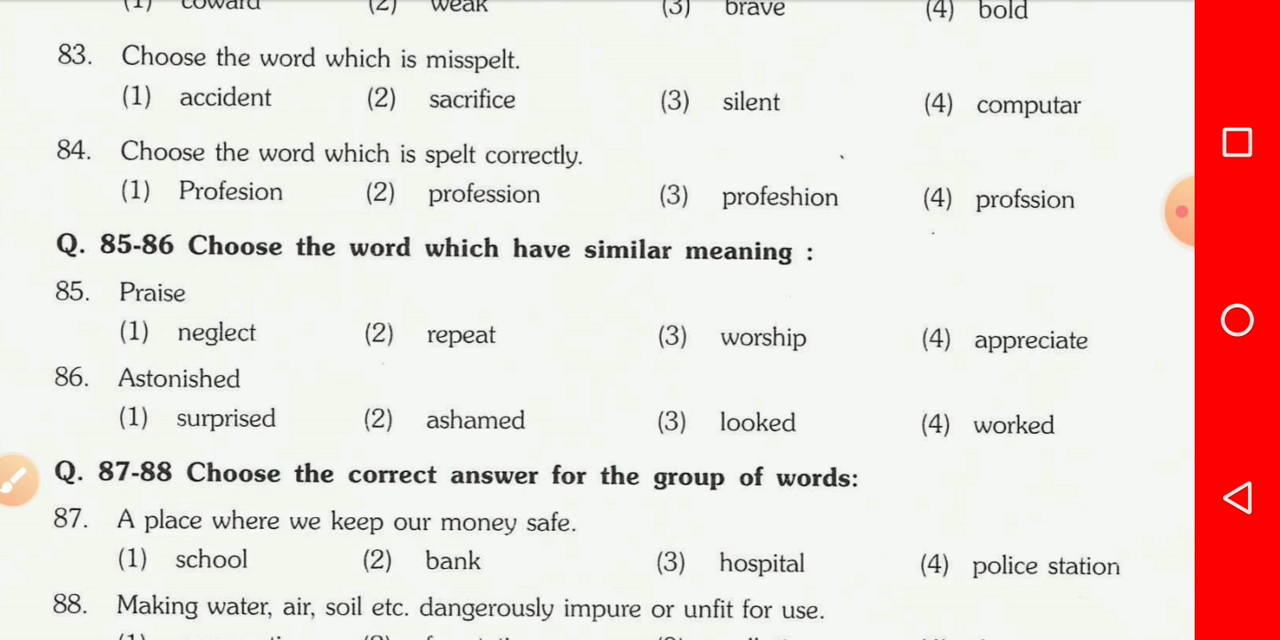 (1) coward (2) weak (3) brave (4) bold
83. Choose the word which is misspelt.
(1) accident (2) sacrifice (3) silent (4) computar
84. Choose the word which is spelt correctly.
(1) Profesion (2) profession (3) profeshion (4) profssion
Q. 85-86 Choose the word which have similar meaning :
85. Praise
(1) neglect (2) repeat (3) worship (4) appreciate
86. Astonished
(1) surprised (2) ashamed (3) looked (4) worked
Q. 87-88 Choose the correct answer for the group of words:
87. A place where we keep our money safe.
(1) school (2) bank (3) hospital (4) police station
88. Making water, air, soil etc. dangerously impure or unfit for use.